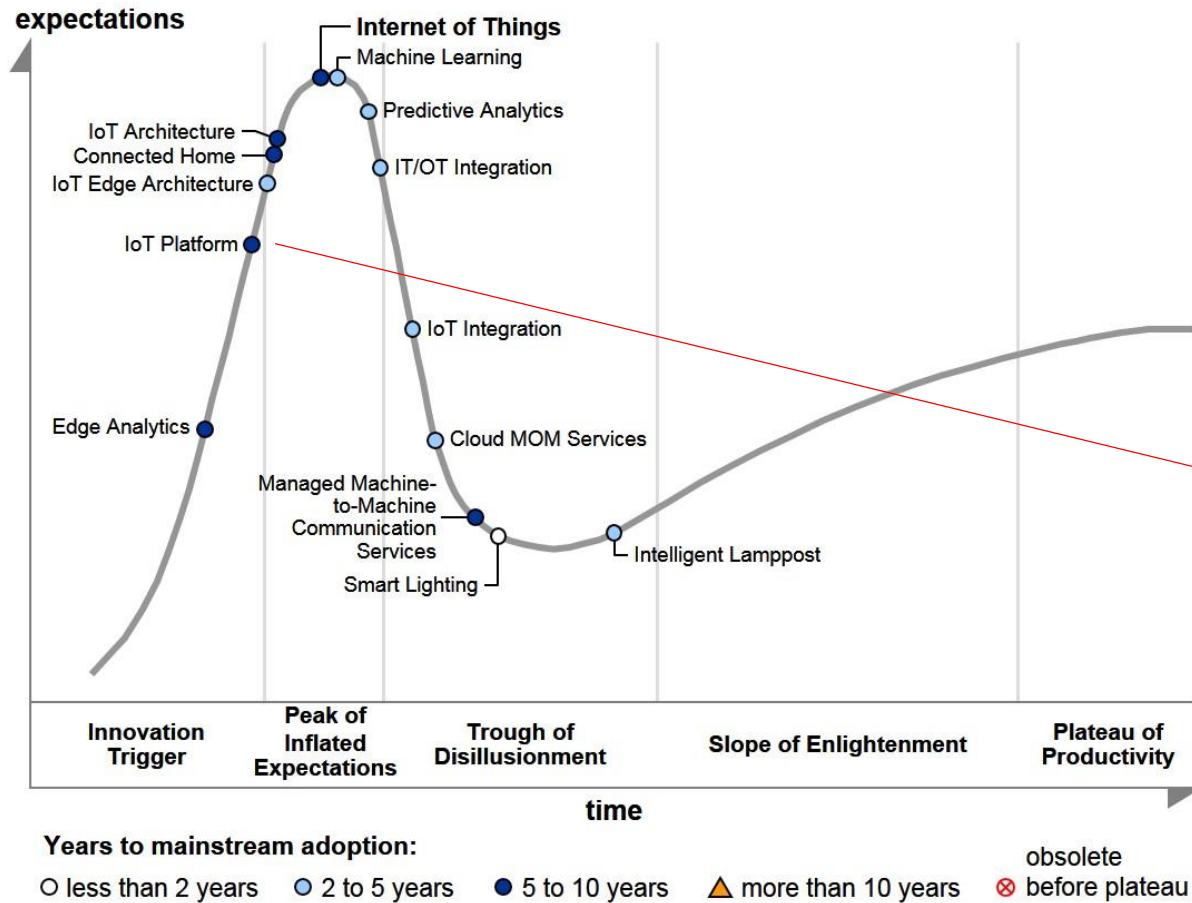 expectations
Internet of Things
Machine Learning
Predictive Analytics
IoT Architecture
Connected Home
IT/OT Integration
IoT Edge Architecture
IoT Platform
IoT Integration
Edge Analytics
Cloud MOM Services
Managed Machine-
to-Machine
Communication
Services
Intelligent Lamppost
Smart Lighting
Innovation
Trigger
Peak of
Inflated
Expectations
Trough of
Disillusionment
Slope of Enlightenment
Plateau of
Productivity
time
Years to mainstream adoption:
less than 2 years
2 to 5 years
5 to 10 years
more than 10 years
obsolete
before plateau